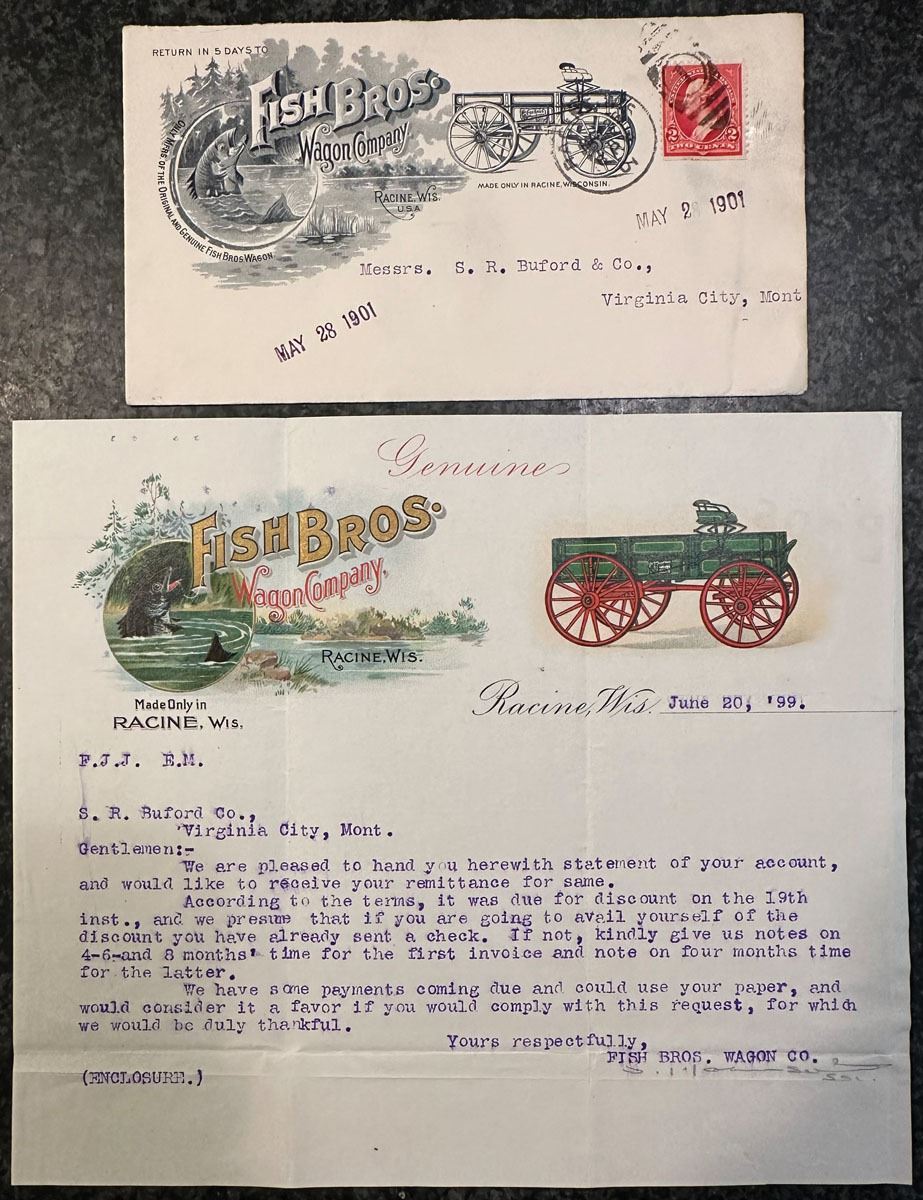 RETURN IN 5 DAYS TO
FISH BROS.
Wagon Company,
ONLY M'F'RS OF THE ORIGINAL AND GENUINE FISH BROS. WAGON.
RACINE, WIS.
U.S.A.
MADE ONLY IN RACINE, WISCONSIN.
2 2
TWO CENTS
MAY 2 1901
Messrs. S. R. Buford & Co.,
Virginia City, Mont
MAY 28 1901
Genuine
FISH BROS.
Wagon Company,
RACINE, WIS.
Made Only in
RACINE, WIS.
Racine, Wis. June 20, '99.
F.J.J. E.M.
S. R. Buford Co.,
Virginia City, Mont.
Gentlemen:-
We are pleased to hand you herewith statement of your account,
and would like to receive your remittance for same.
According to the terms, it was due for discount on the 19th
inst., and we presume that if you are going to avail yourself of the
discount you have already sent a check. If not, kindly give us notes on
4-6-and 8 months' time for the first invoice and note on four months time
for the latter.
We have some payments coming due and could use your paper, and
would consider it a favor if you would comply with this request, for which
we would be duly thankful.
Yours respectfully,
FISH BROS. WAGON CO.
(ENCLOSURE.)